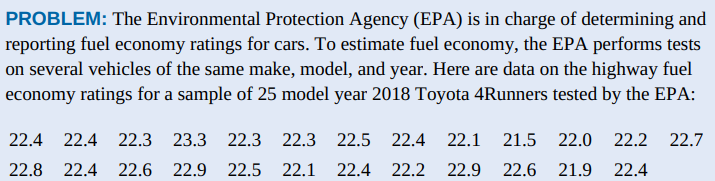 PROBLEM: The Environmental Protection Agency (EPA) is in charge of determining and
reporting fuel economy ratings for cars. To estimate fuel economy, the EPA performs tests
on several vehicles of the same make, model, and year. Here are data on the highway fuel
economy ratings for a sample of 25 model year 2018 Toyota 4Runners tested by the EPA:
22.4 22.4 22.3 23.3 22.3 22.3 22.5 22.4 22.1 21.5 22.0 22.2 22.7
22.8 22.4 22.6 22.9 22.5 22.1 22.4 22.2 22.9 22.6 21.9 22.4